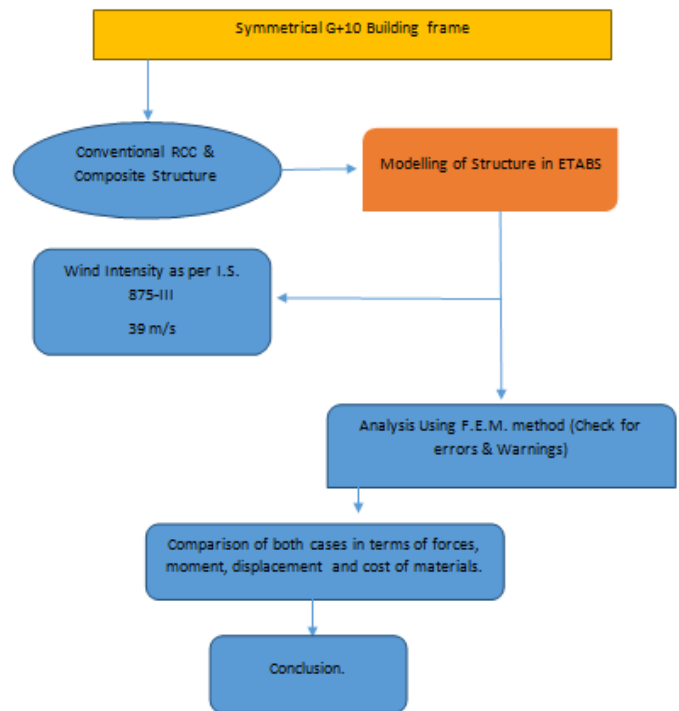 Symmetrical G+10 Building frame
Conventional RCC &
Composite Structure
Modelling of Structure in ETABS
Wind Intensity as per I.S.
875-III
39 m/s
Analysis Using F.E.M. method (Check for
errors & Warnings)
Comparison of both cases in terms of forces,
moment, displacement and cost of materials.
Conclusion.